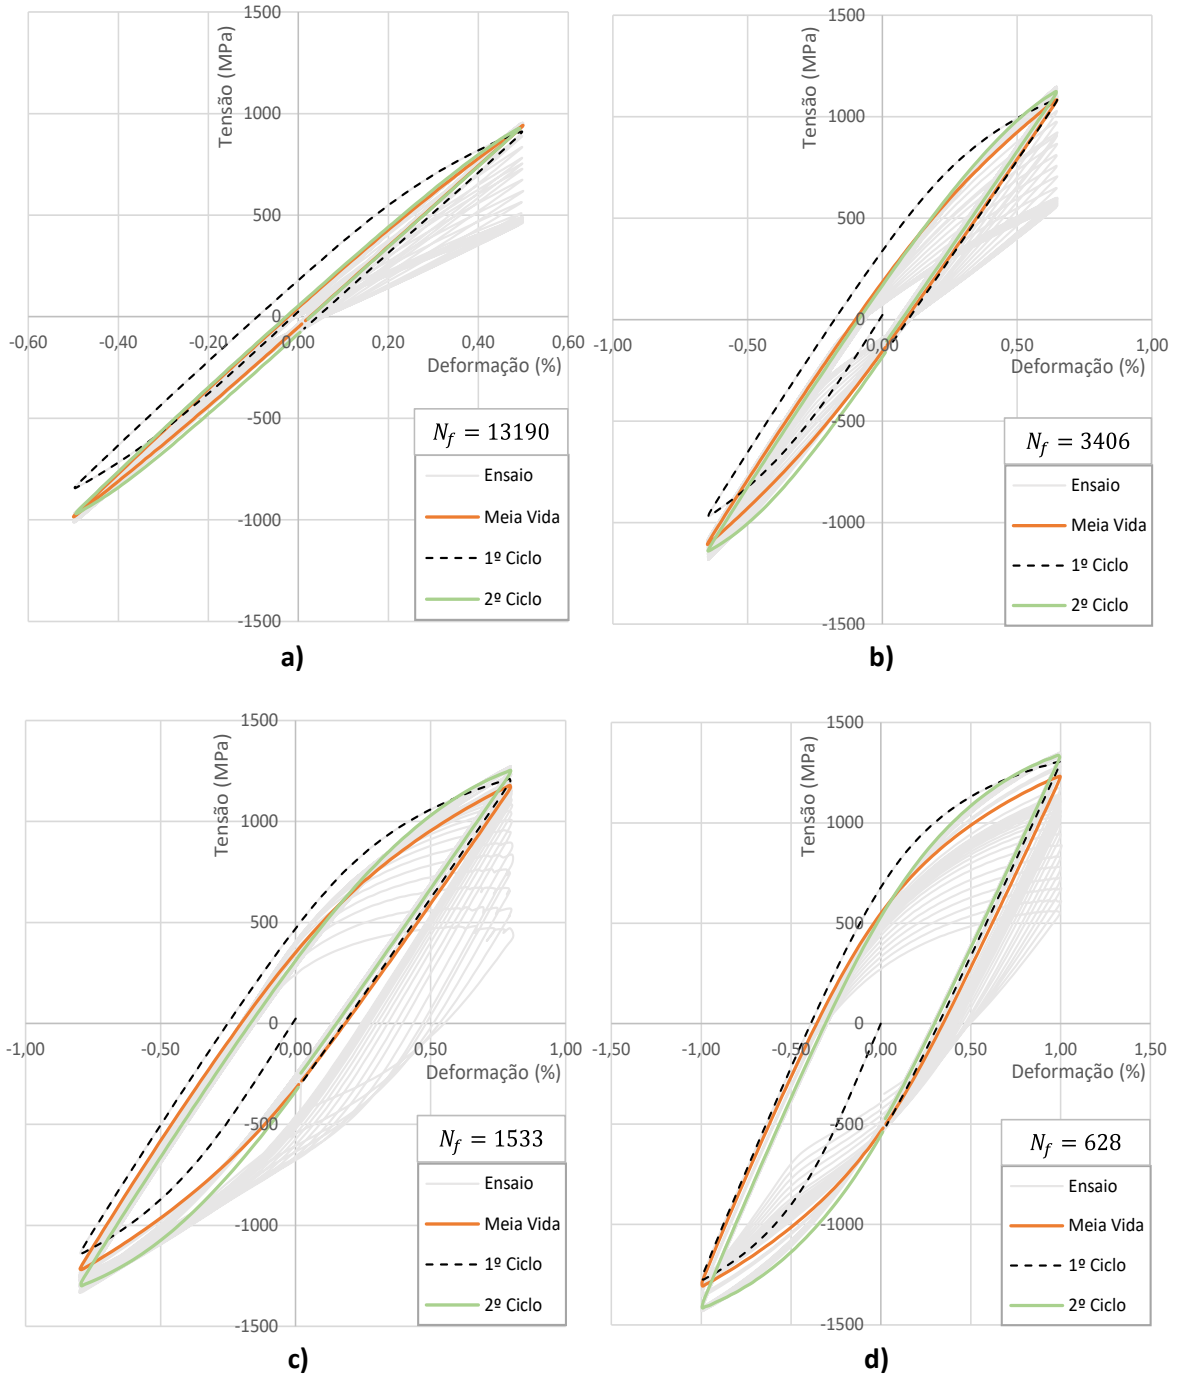 1500
1000
500
0
-500
-1000
-1500
-0,60
-0,40
-0,20
0,00
0,20
0,40
0,60
Tensão (MPa)
Deformação (%)
N_f = 13190
Ensaio
Meia Vida
1º Ciclo
2º Ciclo
a)
1500
1000
500
0
-500
-1000
-1500
-1,00
-0,50
0,00
0,50
1,00
Tensão (MPa)
Deformação (%)
N_f = 3406
Ensaio
Meia Vida
1º Ciclo
2º Ciclo
b)
1500
1000
500
0
-500
-1000
-1500
-1,00
-0,50
0,00
0,50
1,00
Tensão (MPa)
Deformação (%)
N_f = 1533
Ensaio
Meia Vida
1º Ciclo
2º Ciclo
c)
1500
1000
500
0
-500
-1000
-1500
-1,50
-1,00
-0,50
0,00
0,50
1,00
1,50
Tensão (MPa)
Deformação (%)
N_f = 628
Ensaio
Meia Vida
1º Ciclo
2º Ciclo
d)